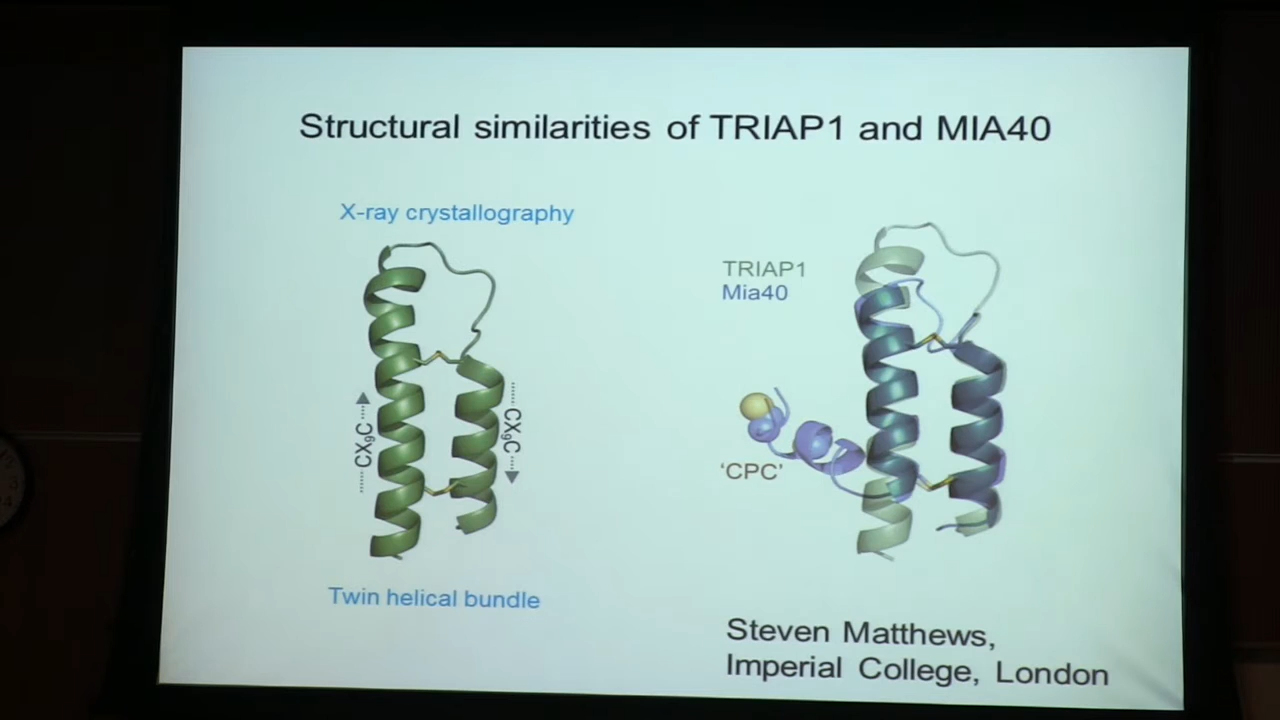 Structural similarities of TRIAP1 and MIA40
X-ray crystallography
TRIAP1
Mia40
CX₉C
CX₉C
'CPC'
Twin helical bundle
Steven Matthews,
Imperial College, London